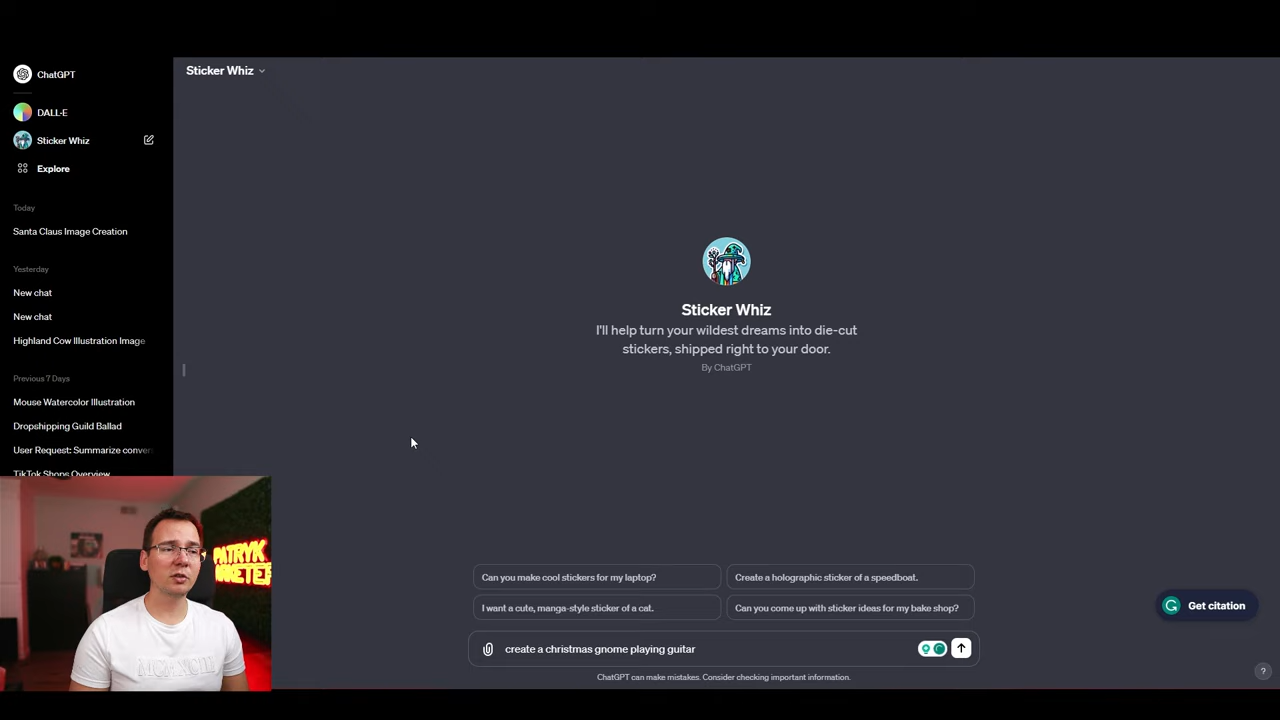 ChatGPT
DALL·E
Sticker Whiz
Explore
Today
Santa Claus Image Creation
Yesterday
New chat
New chat
Highland Cow Illustration Image
Previous 7 Days
Mouse Watercolor Illustration
Dropshipping Guild Ballad
User Request: Summarize conver
TikTok Shops Overview
Sticker Whiz
Sticker Whiz
I'll help turn your wildest dreams into die-cut
stickers, shipped right to your door.
By ChatGPT
Can you make cool stickers for my laptop?
Create a holographic sticker of a speedboat.
I want a cute, manga-style sticker of a cat.
Can you come up with sticker ideas for my bake shop?
create a christmas gnome playing guitar
ChatGPT can make mistakes. Consider checking important information.
Get citation
?
PATRYK
MARKETER